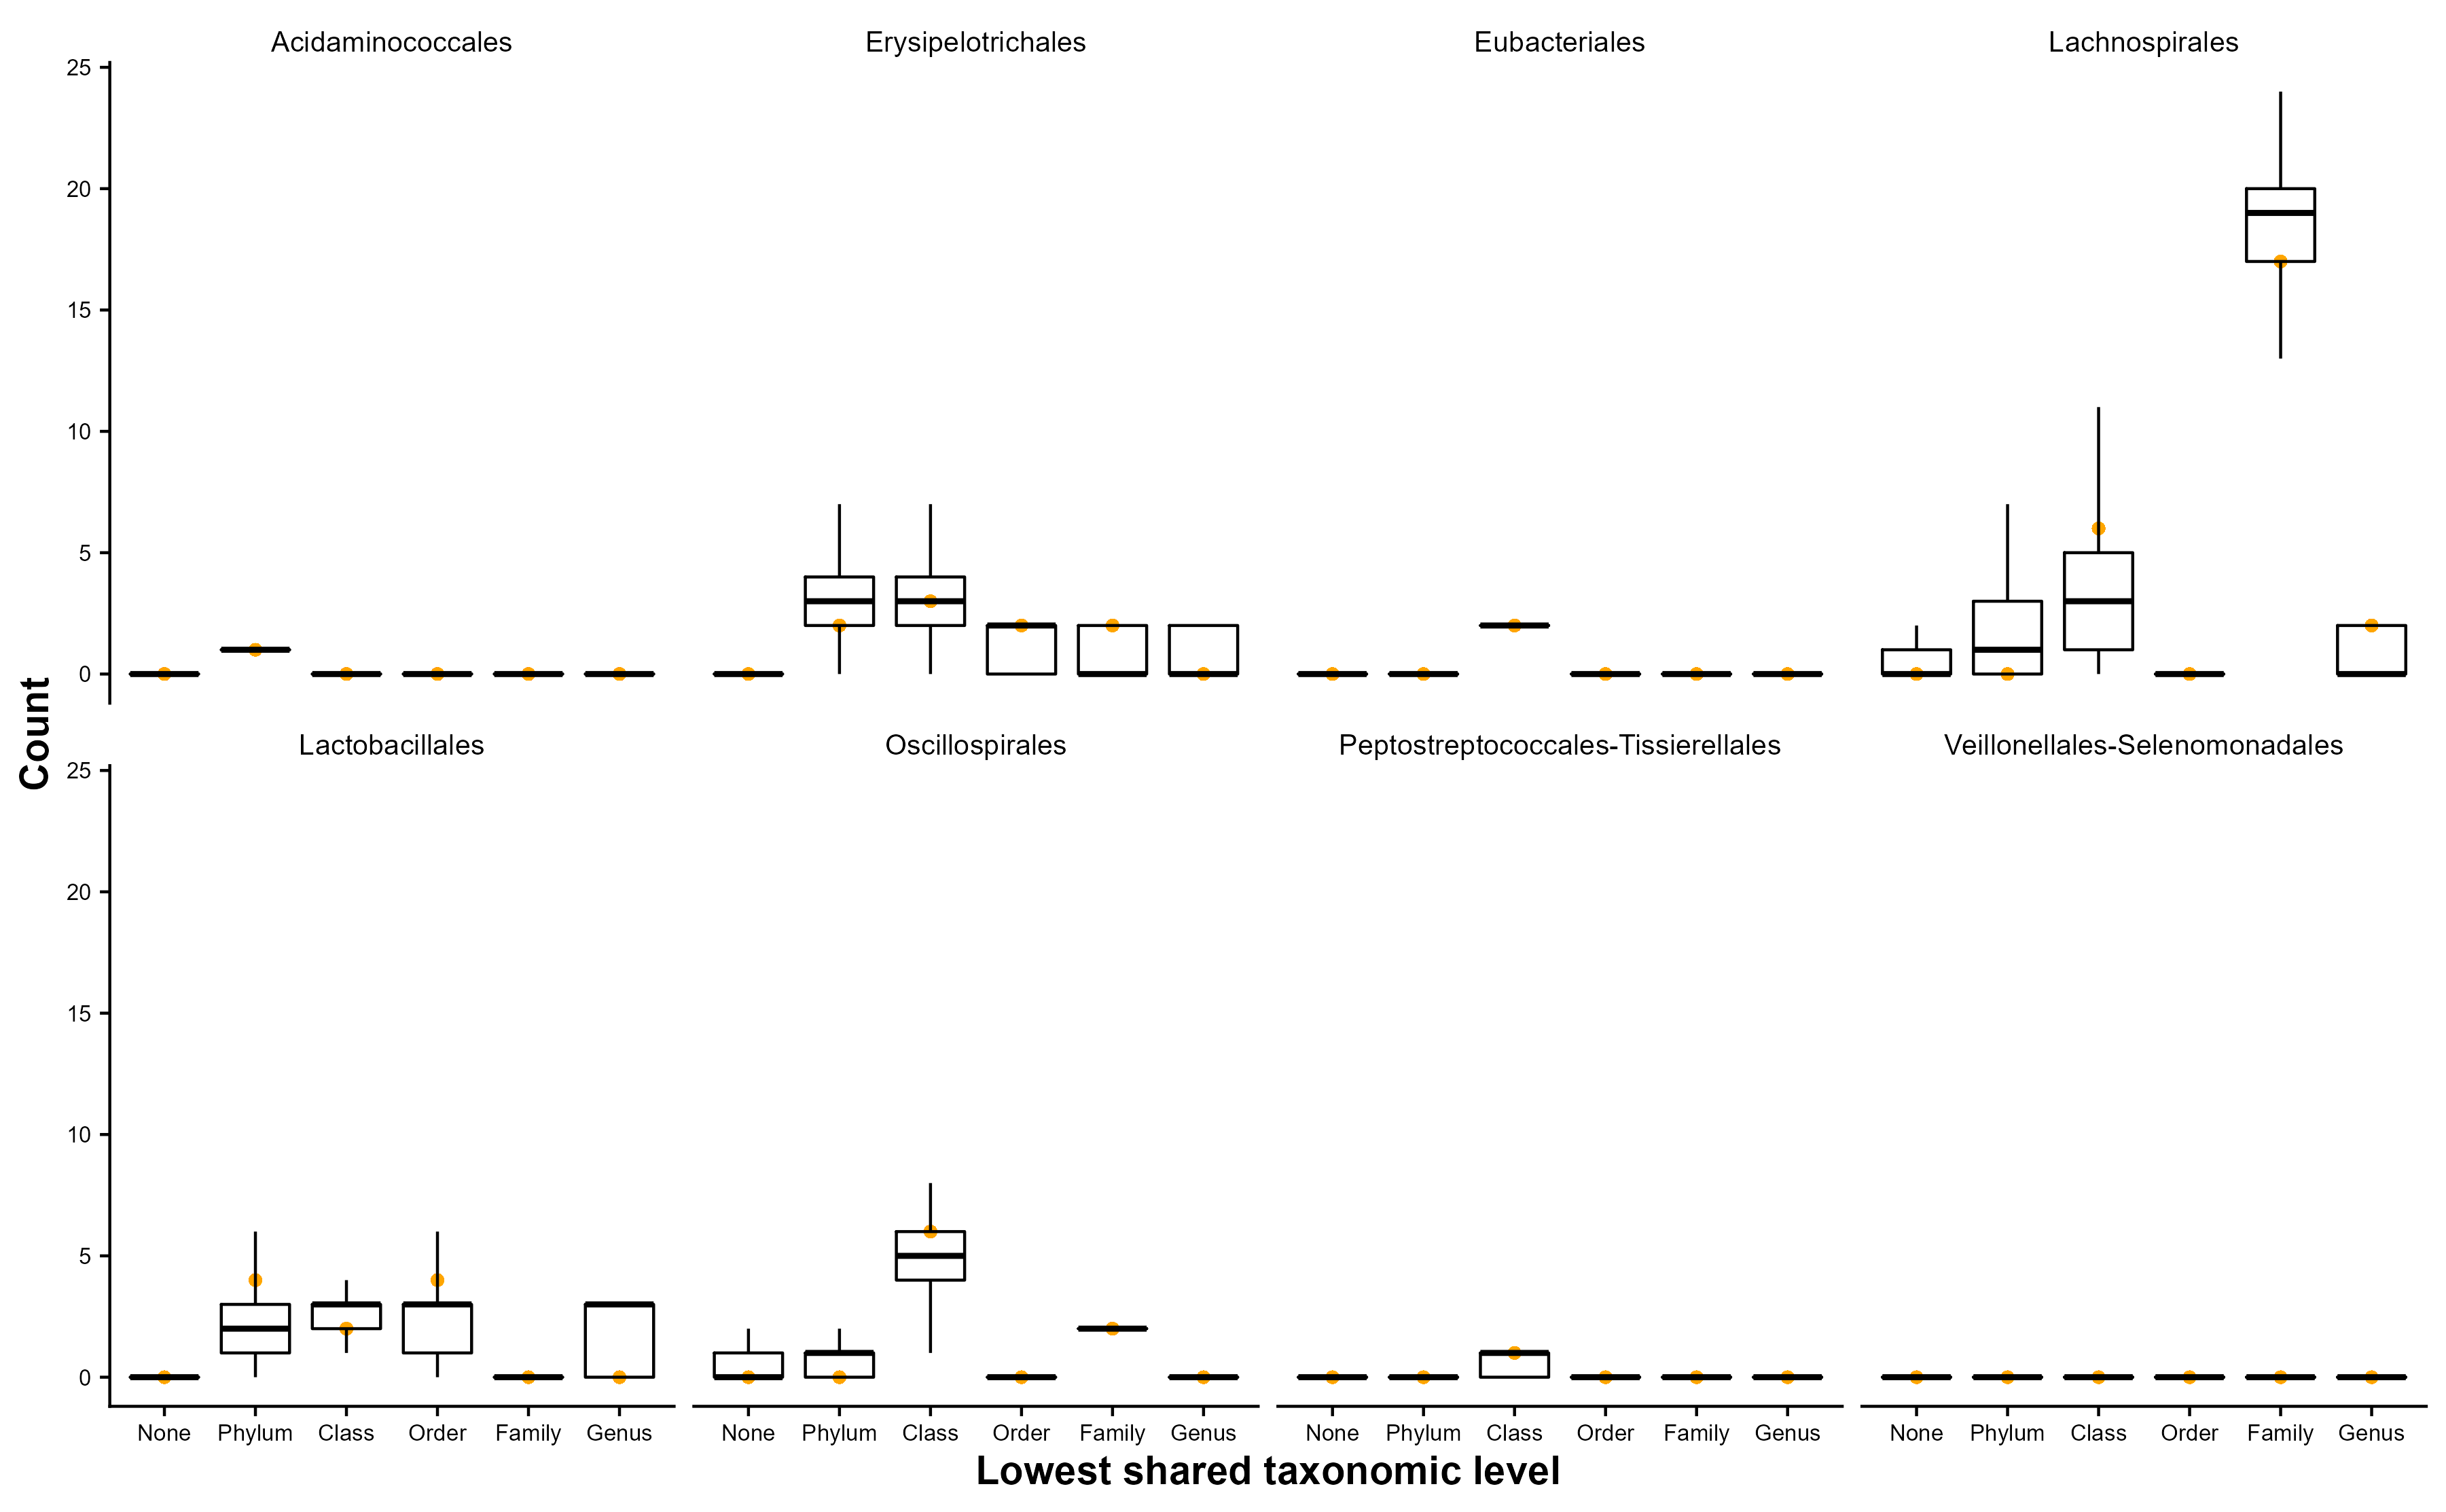 Acidaminococcales Erysipelotrichales Eubacteriales Lachnospirales
25
20
15
10
5
0
Count
Lactobacillales Oscillospirales Peptostreptococcales-Tissierellales Veillonellales-Selenomonadales
25
20
15
10
5
0
None Phylum Class Order Family Genus None Phylum Class Order Family Genus None Phylum Class Order Family Genus None Phylum Class Order Family Genus
Lowest shared taxonomic level